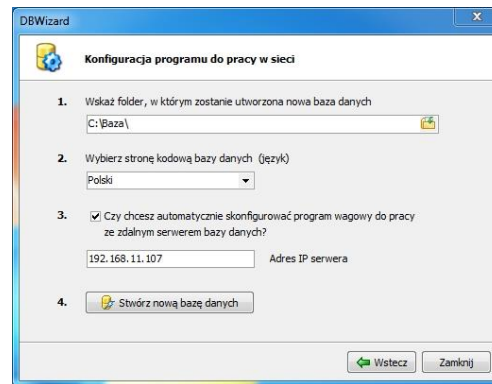 DBWizard
x
Konfiguracja programu do pracy w sieci
1. Wskaż folder, w którym zostanie utworzona nowa baza danych
C:\Baza\
2. Wybierz stronę kodową bazy danych (język)
Polski
3. Czy chcesz automatycznie skonfigurować program wagowy do pracy
ze zdalnym serwerem bazy danych?
192.168.11.107 Adres IP serwera
4. Stwórz nową bazę danych
Wstecz Zamknij